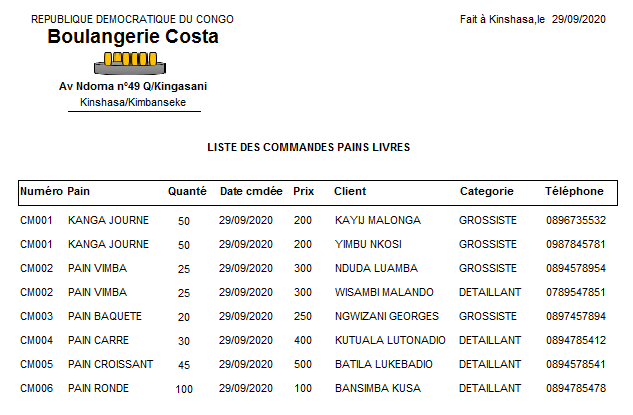 REPUBLIQUE DEMOCRATIQUE DU CONGO Fait à Kinshasa,le 29/09/2020
Boulangerie Costa
Av Ndoma n°49 Q/Kingasani
Kinshasa/Kimbanseke
LISTE DES COMMANDES PAINS LIVRES
Numéro Pain Quanté Date cmdée Prix Client Categorie Téléphone
CM001 KANGA JOURNE 50 29/09/2020 200 KAYIJ MALONGA GROSSISTE 0896735532
CM001 KANGA JOURNE 50 29/09/2020 200 YIMBU NKOSI GROSSISTE 0987845781
CM002 PAIN VIMBA 25 29/09/2020 300 NDUDA LUAMBA GROSSISTE 0894578954
CM002 PAIN VIMBA 25 29/09/2020 300 WISAMBI MALANDO DETAILLANT 0789547851
CM003 PAIN BAQUETE 20 29/09/2020 250 NGWIZANI GEORGES GROSSISTE 0897457894
CM004 PAIN CARRE 30 29/09/2020 400 KUTUALA LUTONADIO DETAILLANT 0894785412
CM005 PAIN CROISSANT 45 29/09/2020 500 BATILA LUKEBADIO DETAILLANT 0894578541
CM006 PAIN RONDE 100 29/09/2020 100 BANSIMBA KUSA DETAILLANT 0894785478